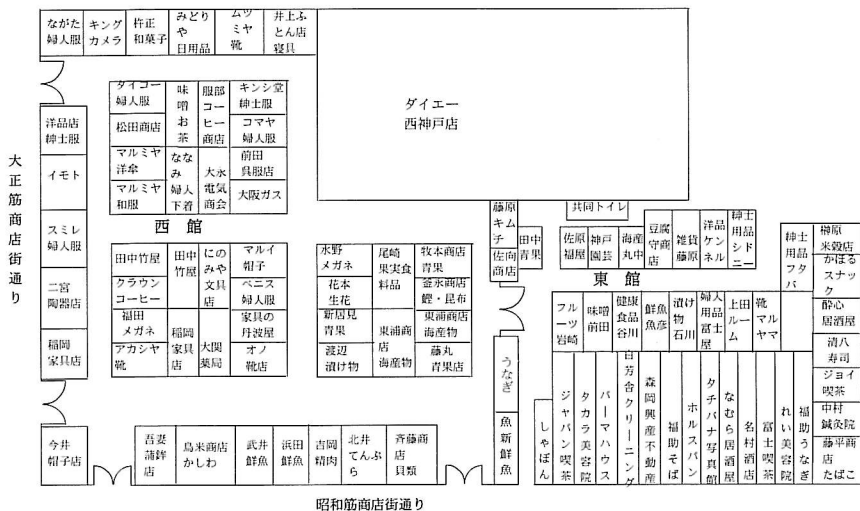 ながた
婦人服
キング
カメラ
杵正
和菓子
みどり
や
日用品
ムツ
ミヤ
靴
井上ふ
とん店
寝具
ダイエー
西神戸店
大正筋商店街通り
洋品店
紳士服
イモト
スミレ
婦人服
二宮
陶器店
稲岡
家具店
今井
帽子店
タイコー
婦人服
松田商店
マルミヤ
洋傘
マルミヤ
和服
味噌お茶
ななみ
婦人
下着
服部
コーヒー
商店
大永
電気
商会
キンシ堂
紳士服
コマヤ
婦人服
前田
呉服店
大阪ガス
西館
田中竹屋
クラウン
コーヒー
福田
メガネ
アカシヤ
靴
田中
竹屋
稲岡
家具
店
にの
みや
文具
店
大関
薬局
マルイ
帽子
ベニス
婦人服
家具の
丹波屋
オノ
靴店
水野
メガネ
花本
生花
新居見
青果
渡辺
漬け物
尾崎
果実食
料品
東浦商
店
海産物
牧本商店
青果
釜永商店
鰹・昆布
東浦商店
海産物
藤丸
青果店
藤原
キム
チ
佐向
商店
田中
青果
うなぎ
魚新鮮魚
共同トイレ
佐原
福屋
神戸
園芸
海産
丸中
豆腐
守商
店
雑貨
藤原
洋品
ケン
ネル
紳士
用品
シド
ニー
東館
紳士
用品
フタ
バ
榊原
米穀店
かほる
スナッ
ク
酔心
居酒屋
清八
寿司
ジョイ
喫茶
中村
鍼灸院
藤平商
店
たばこ
フル
ーツ
岩崎
味噌
前田
健康
食品
谷川
鮮魚
魚彦
漬け
物
石川
婦人
用品
富士
屋
上田
ルー
ム
靴
マル
ヤマ
しゃぼん
ジャパン喫茶
タカラ美容院
パーマハウス
白芳舎クリーニング
森岡興産不動産
福助そば
ホルスパン
タチバナ写真館
なむら居酒屋
名村酒店
富士喫茶
れい美容院
福助うなぎ
吾妻
蒲鉾
店
鳥米商店
かしわ
武井
鮮魚
浜田
鮮魚
吉岡
精肉
北井
てんぷ
ら
斉藤商
店
貝類
昭和筋商店街通り